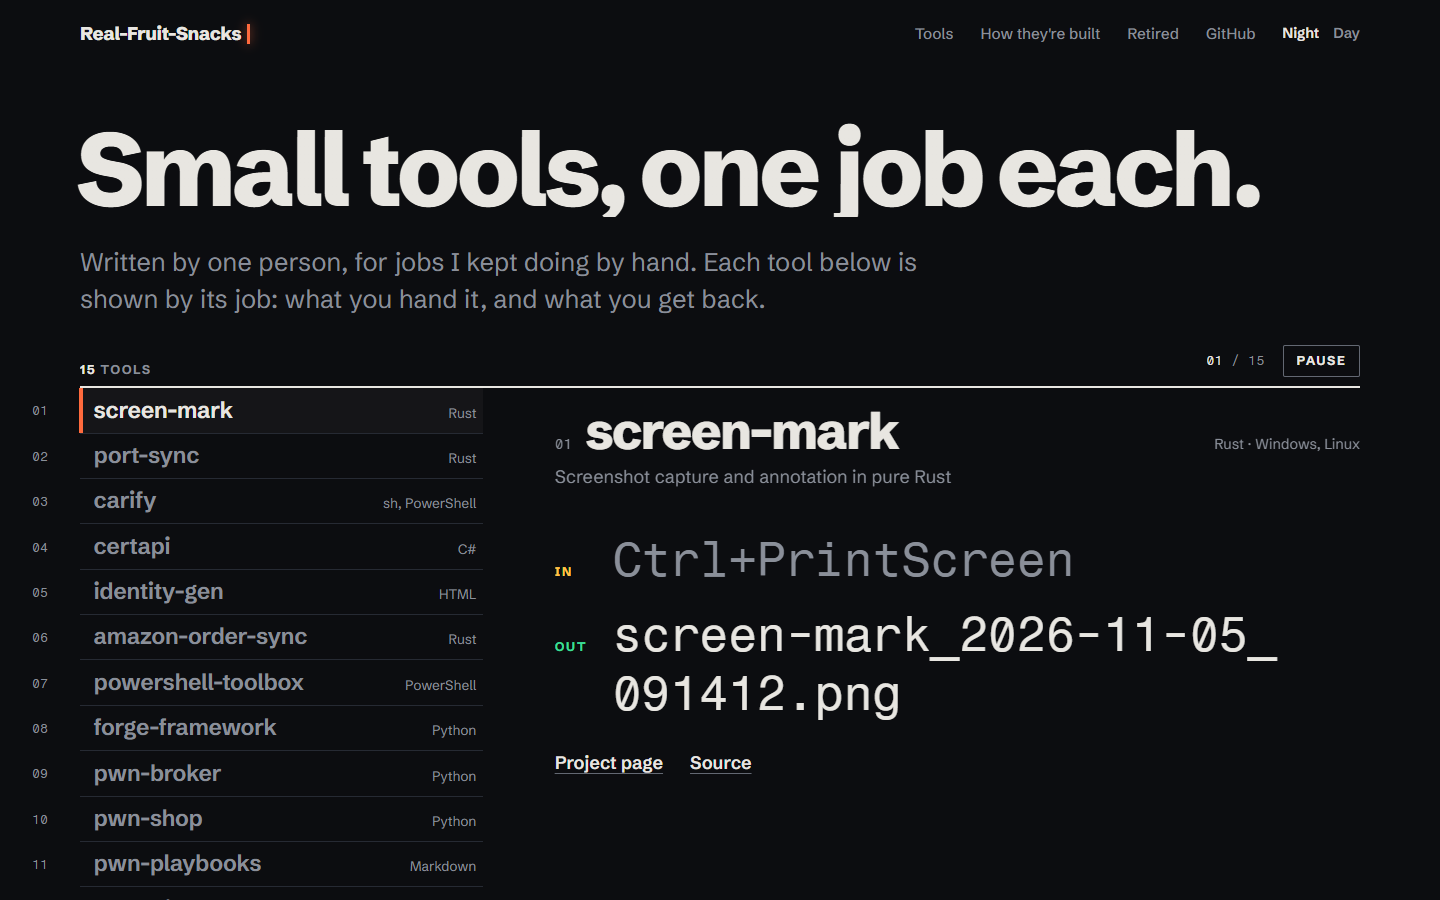 Real-Fruit-Snacks
Tools How they're built Retired GitHub Night Day
Small tools, one job each.
Written by one person, for jobs I kept doing by hand. Each tool below is
shown by its job: what you hand it, and what you get back.
15 TOOLS
01 / 15 PAUSE
01 screen-mark Rust
02 port-sync Rust
03 carify sh, PowerShell
04 certapi C#
05 identity-gen HTML
06 amazon-order-sync Rust
07 powershell-toolbox PowerShell
08 forge-framework Python
09 pwn-broker Python
10 pwn-shop Python
11 pwn-playbooks Markdown
01 screen-mark Rust · Windows, Linux
Screenshot capture and annotation in pure Rust
IN Ctrl+PrintScreen
OUT screen-mark_2026-11-05_
091412.png
Project page Source